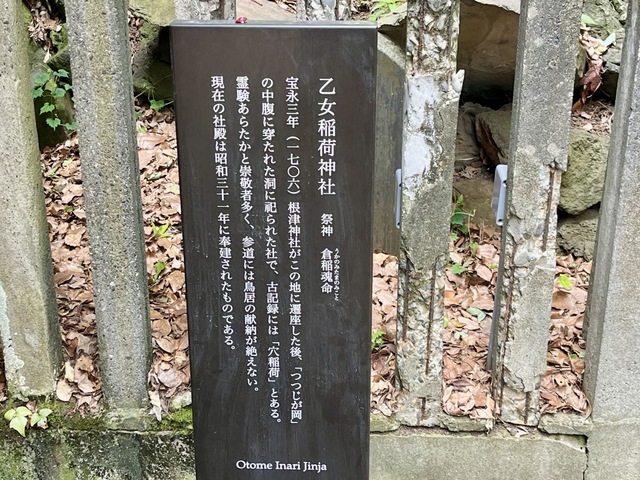 乙女稲荷神社　祭神　倉稲魂命
うかのみたまのみこと
宝永三年（一七〇六）根津神社がこの地に遷座した後、「つつじが岡」
の中腹に穿たれた洞に祀られた社で、古記録には「穴稲荷」とある。
霊験あらたかと崇敬者多く、参道には鳥居の献納が絶えない。
現在の社殿は昭和三十一年に奉建されたものである。
Otome Inari Jinja